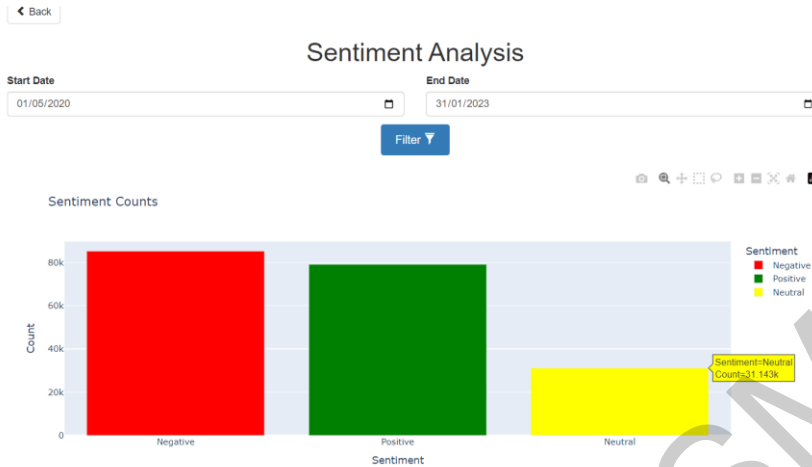 Back
Sentiment Analysis
Start Date
End Date
01/05/2020
31/01/2023
Filter
Sentiment Counts
Sentiment
Negative
Positive
Neutral
80k
60k
40k
20k
0
Count
Sentiment=Neutral
Count=31.143k
Negative
Positive
Neutral
Sentiment